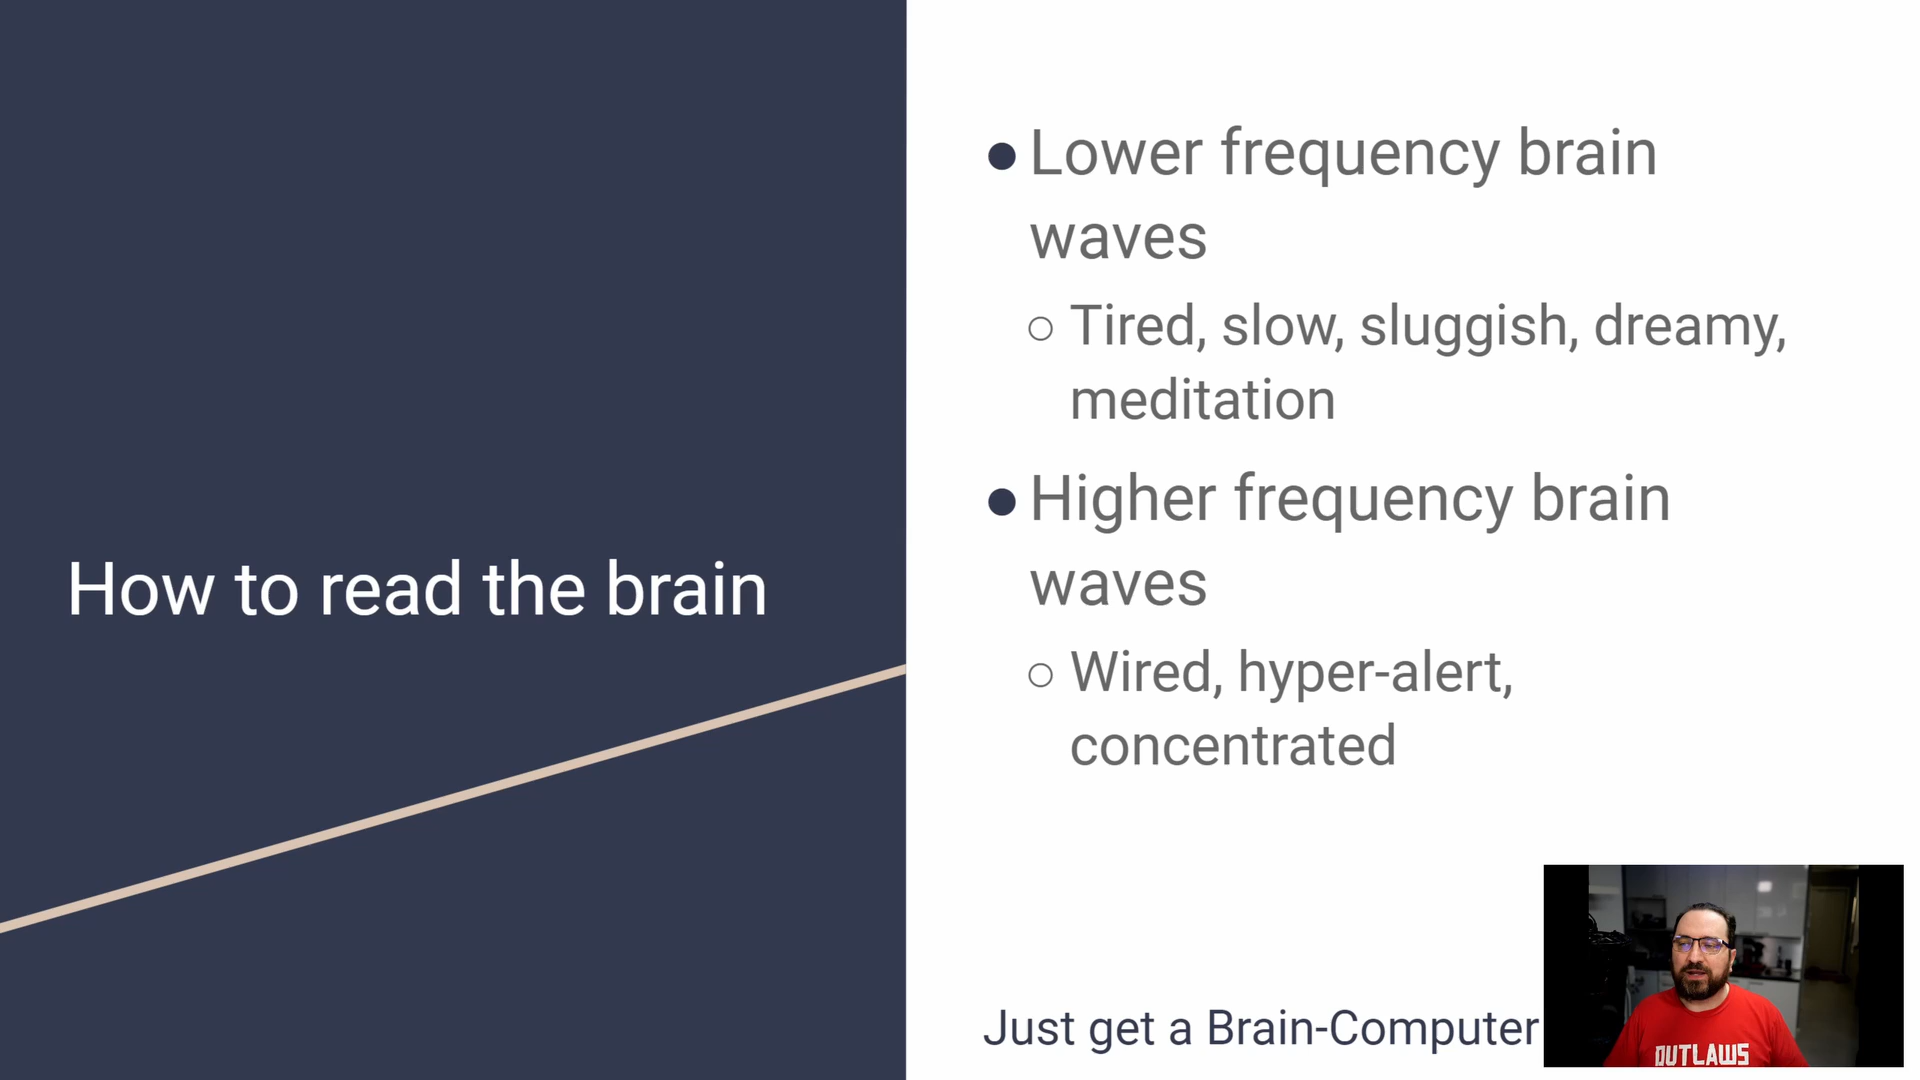 How to read the brain
● Lower frequency brain
waves
○ Tired, slow, sluggish, dreamy,
meditation
● Higher frequency brain
waves
○ Wired, hyper-alert,
concentrated
Just get a Brain-Computer
OUTLAWS